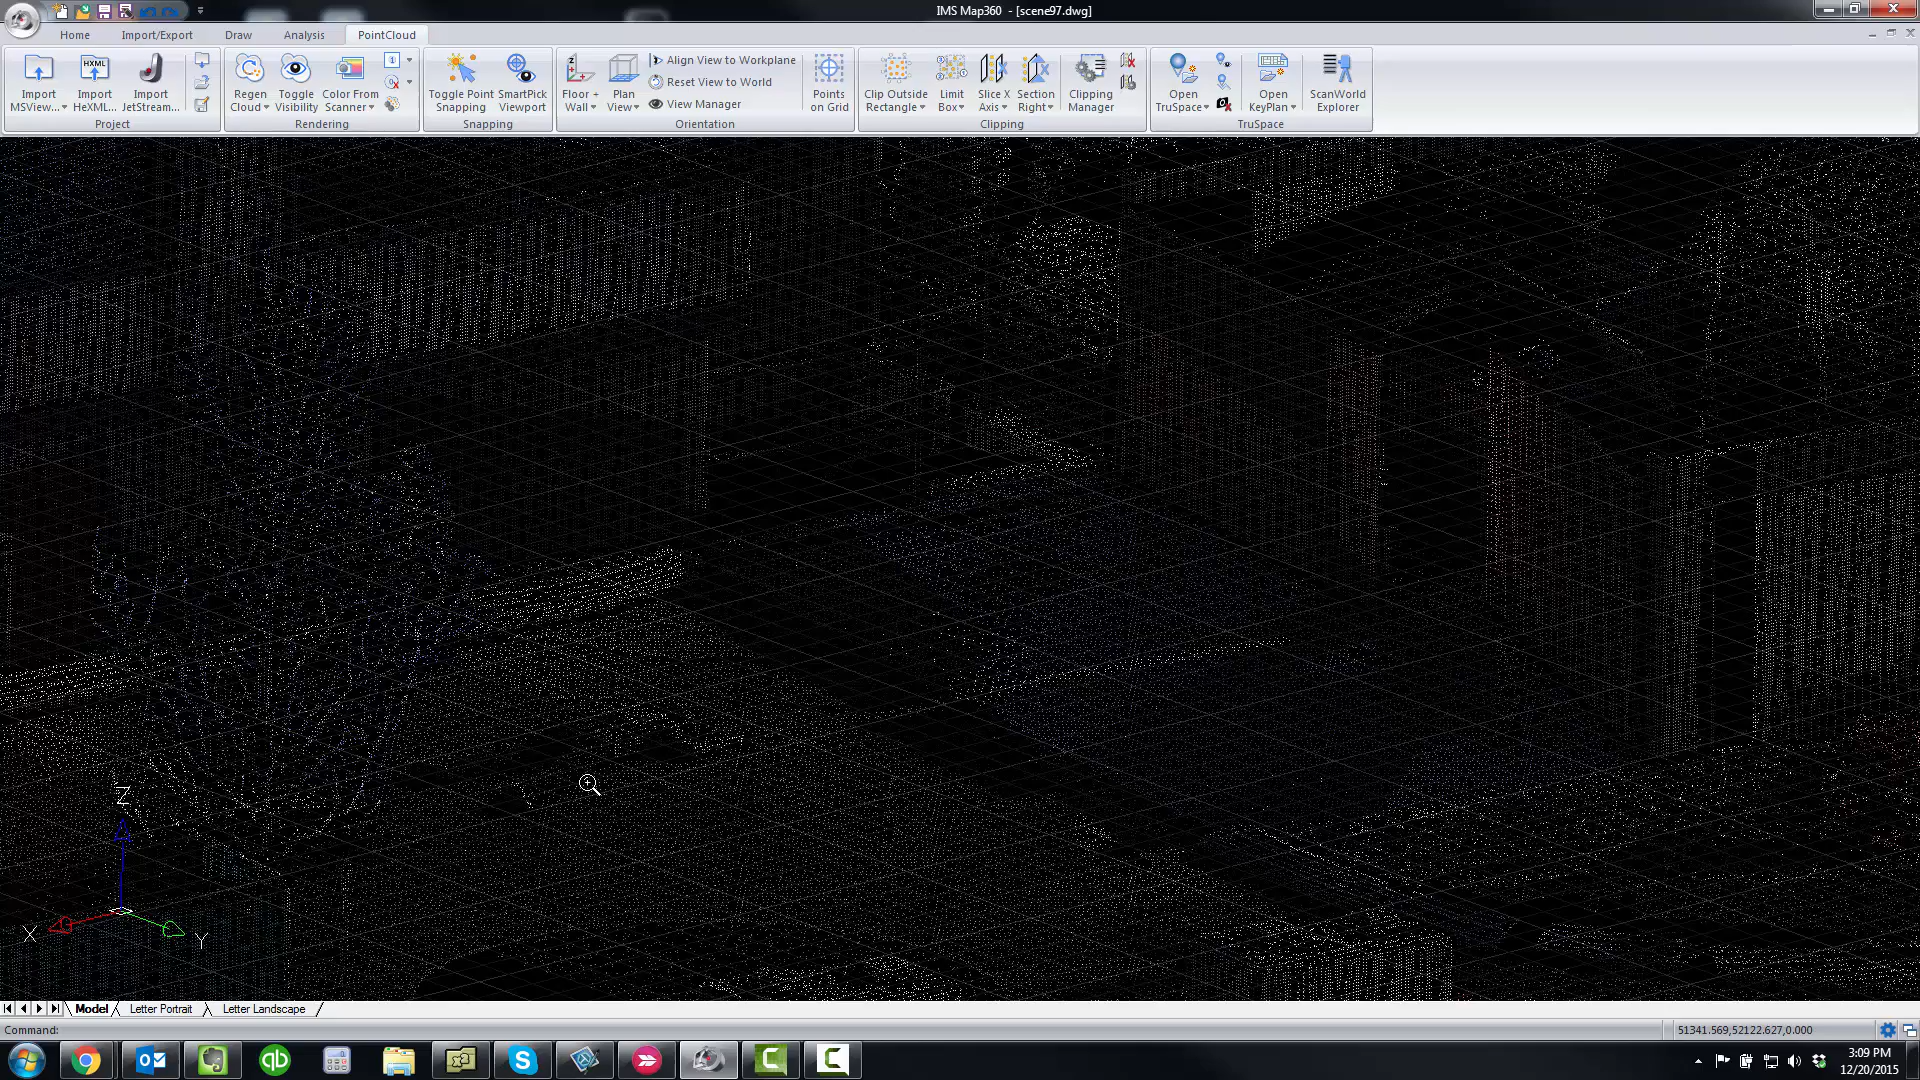 IMS Map360 - [scene97.dwg]
Home Import/Export Draw Analysis PointCloud
Import MSView...
Import HeXML...
Import JetStream...
Project
Regen Cloud
Toggle Visibility
Color From Scanner
Rendering
Toggle Point Snapping
SmartPick Viewport
Snapping
Floor + Wall
Plan View
Align View to Workplane
Reset View to World
View Manager
Orientation
Points on Grid
Clip Outside Rectangle
Limit Box
Slice X Axis
Section Right
Clipping Manager
Clipping
Open TruSpace
Open KeyPlan
ScanWorld Explorer
TruSpace
HXML
Z
X
Y
Model Letter Portrait Letter Landscape
Command:
51341.569,52122.627,0.000
3:09 PM
12/20/2015